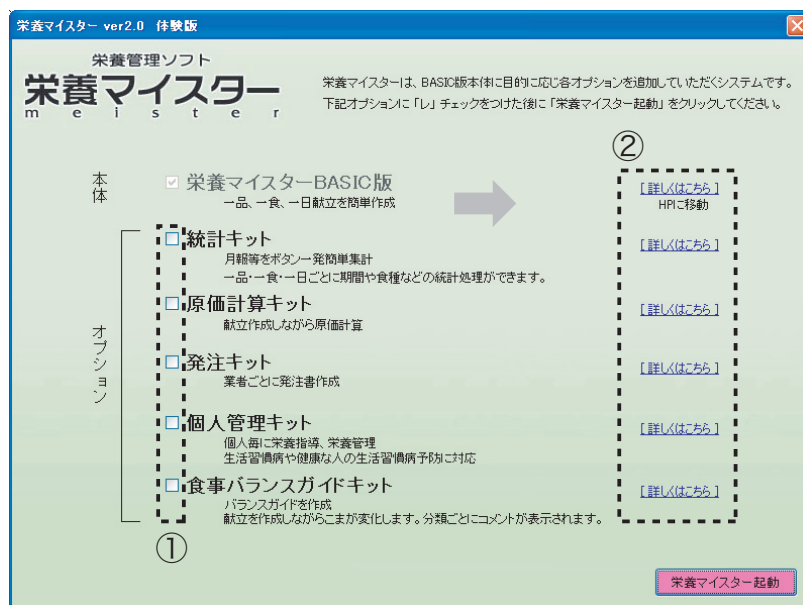 栄養マイスター ver2.0 体験版
栄養管理ソフト
栄養マイスター
meister
栄養マイスターは、BASIC版本体に目的に応じ各オプションを追加していただくシステムです。
下記オプションに「レ」チェックをつけた後に「栄養マイスター起動」をクリックしてください。
②
本体
栄養マイスターBASIC版
一品、一食、一日献立を簡単作成
[詳しくはこちら]
HPに移動
オプション
統計キット
月報等をボタン一発簡単集計
一品・一食・一日ごとに期間や食種などの統計処理ができます。
[詳しくはこちら]
原価計算キット
献立作成しながら原価計算
[詳しくはこちら]
発注キット
業者ごとに発注書作成
[詳しくはこちら]
個人管理キット
個人毎に栄養指導、栄養管理
生活習慣病や健康な人の生活習慣病予防に対応
[詳しくはこちら]
食事バランスガイドキット
バランスガイドを作成
献立を作成しながらこまが変化します。分類ごとにコメントが表示されます。
[詳しくはこちら]
①
栄養マイスター起動